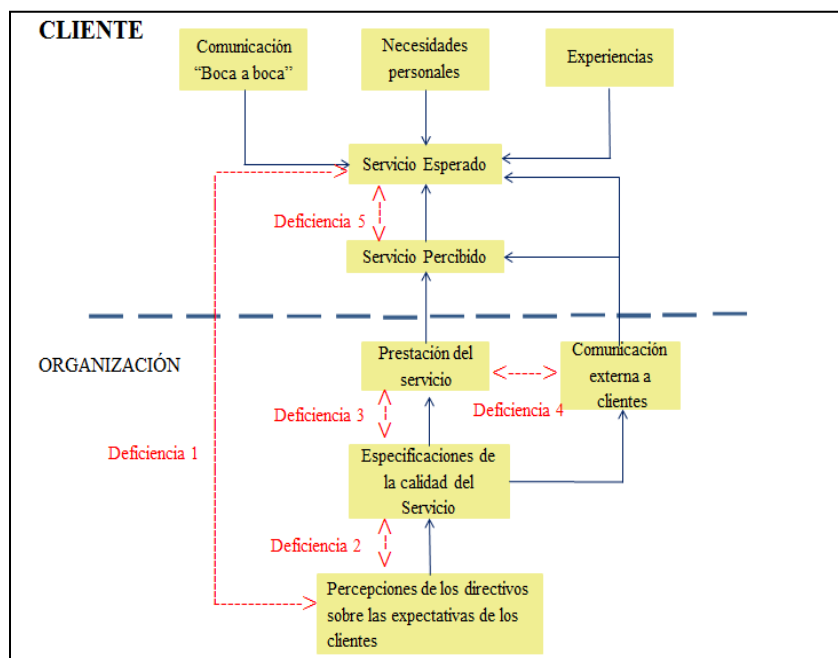 CLIENTE
Comunicación
“Boca a boca”
Necesidades
personales
Experiencias
Servicio Esperado
Deficiencia 5
Servicio Percibido
ORGANIZACIÓN
Prestación del
servicio
Comunicación
externa a
clientes
Deficiencia 4
Deficiencia 3
Deficiencia 1
Especificaciones de
la calidad del
Servicio
Deficiencia 2
Percepciones de los directivos
sobre las expectativas de los
clientes